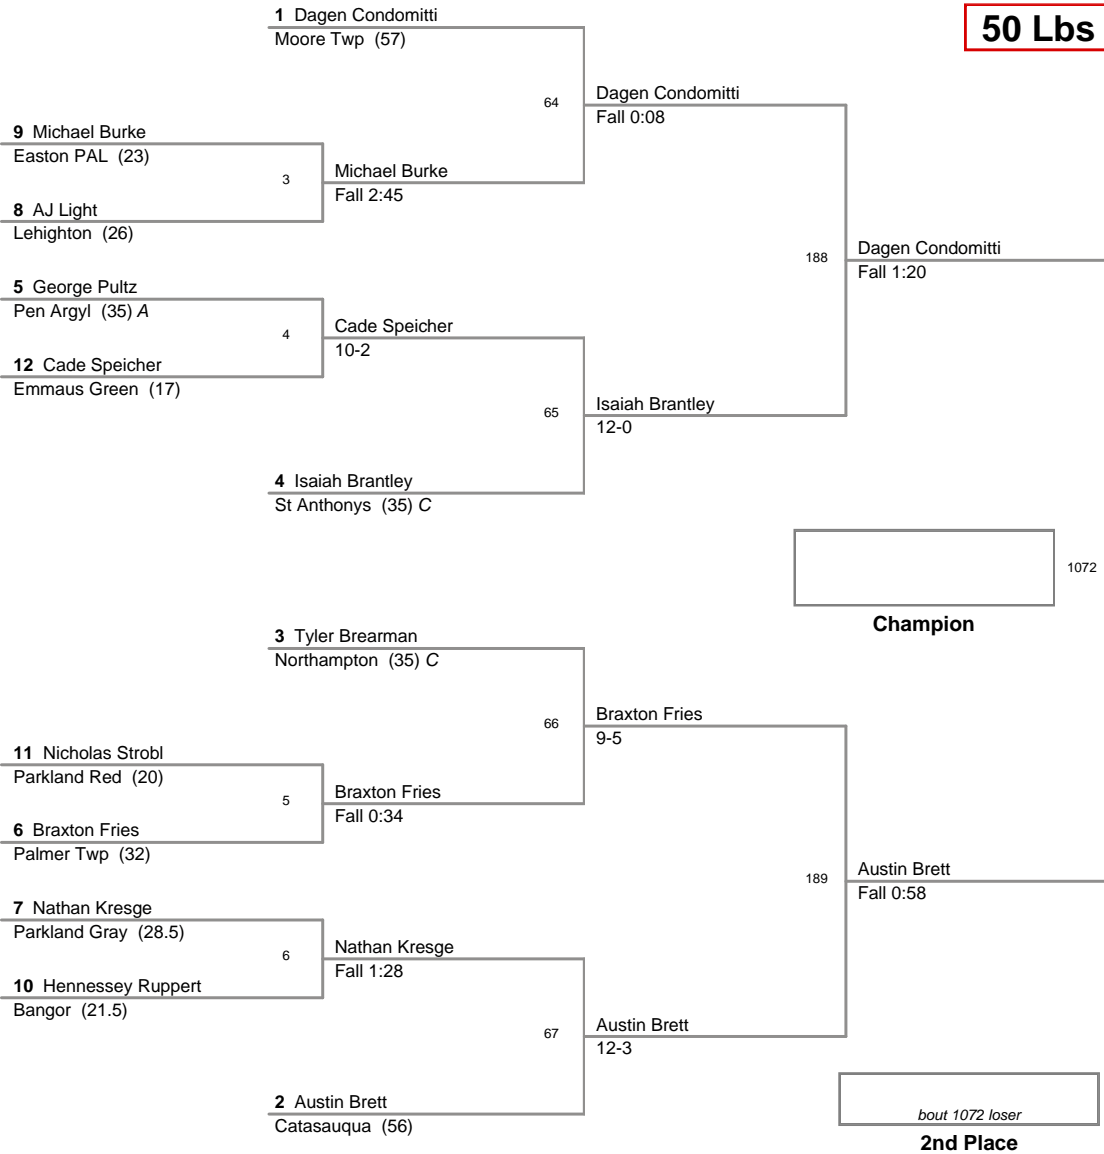 1 Dagen Condomitti
50 Lbs
Moore Twp (57)
64
Dagen Condomitti
Fall 0:08
9 Michael Burke
Easton PAL (23)
3
Michael Burke
Fall 2:45
8 AJ Light
Lehighton (26)
188
Dagen Condomitti
Fall 1:20
5 George Pultz
Pen Argyl (35) A
4
Cade Speicher
10-2
12 Cade Speicher
Emmaus Green (17)
65
Isaiah Brantley
12-0
4 Isaiah Brantley
St Anthonys (35) C
1072
Champion
3 Tyler Brearman
Northampton (35) C
66
Braxton Fries
9-5
11 Nicholas Strobl
Parkland Red (20)
5
Braxton Fries
Fall 0:34
6 Braxton Fries
Palmer Twp (32)
189
Austin Brett
Fall 0:58
7 Nathan Kresge
Parkland Gray (28.5)
6
Nathan Kresge
Fall 1:28
10 Hennessey Ruppert
Bangor (21.5)
67
Austin Brett
12-3
2 Austin Brett
Catasauqua (56)
bout 1072 loser
2nd Place